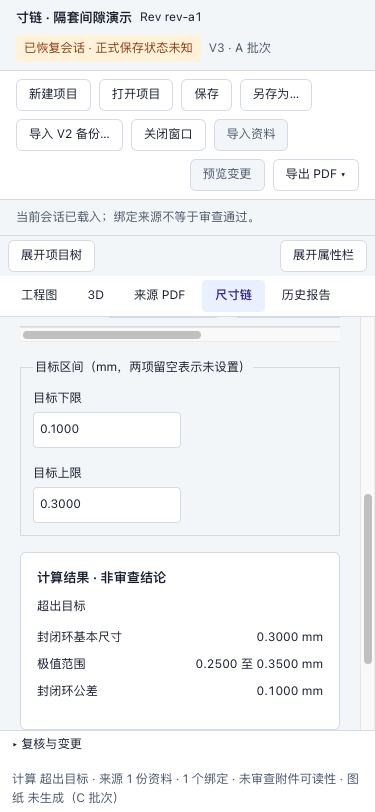 寸链 · 隔套间隙演示 Rev rev-a1
已恢复会话 · 正式保存状态未知 V3 · A 批次
新建项目 打开项目 保存 另存为…
导入 V2 备份… 关闭窗口 导入资料
预览变更 导出 PDF ▾
当前会话已载入；绑定来源不等于审查通过。
展开项目树 展开属性栏
工程图 3D 来源 PDF 尺寸链 历史报告
目标区间（mm，两项留空表示未设置）
目标下限
0.1000
目标上限
0.3000
计算结果 · 非审查结论
超出目标
封闭环基本尺寸 0.3000 mm
极值范围 0.2500 至 0.3500 mm
封闭环公差 0.1000 mm
▸ 复核与变更
计算 超出目标 · 来源 1 份资料 · 1 个绑定 · 未审查附件可读性 · 图
纸 未生成（C 批次）